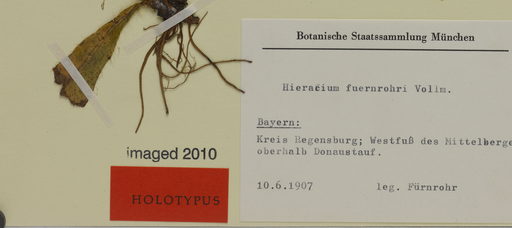 Botanische Staatssammlung München
Hieracium fuernrohri Vollm.
Bayern:
Kreis Regensburg; Westfuß des Mittelberge
oberhalb Donaustauf.
10.6.1907 leg. Fürnrohr
imaged 2010
HOLOTYPUS